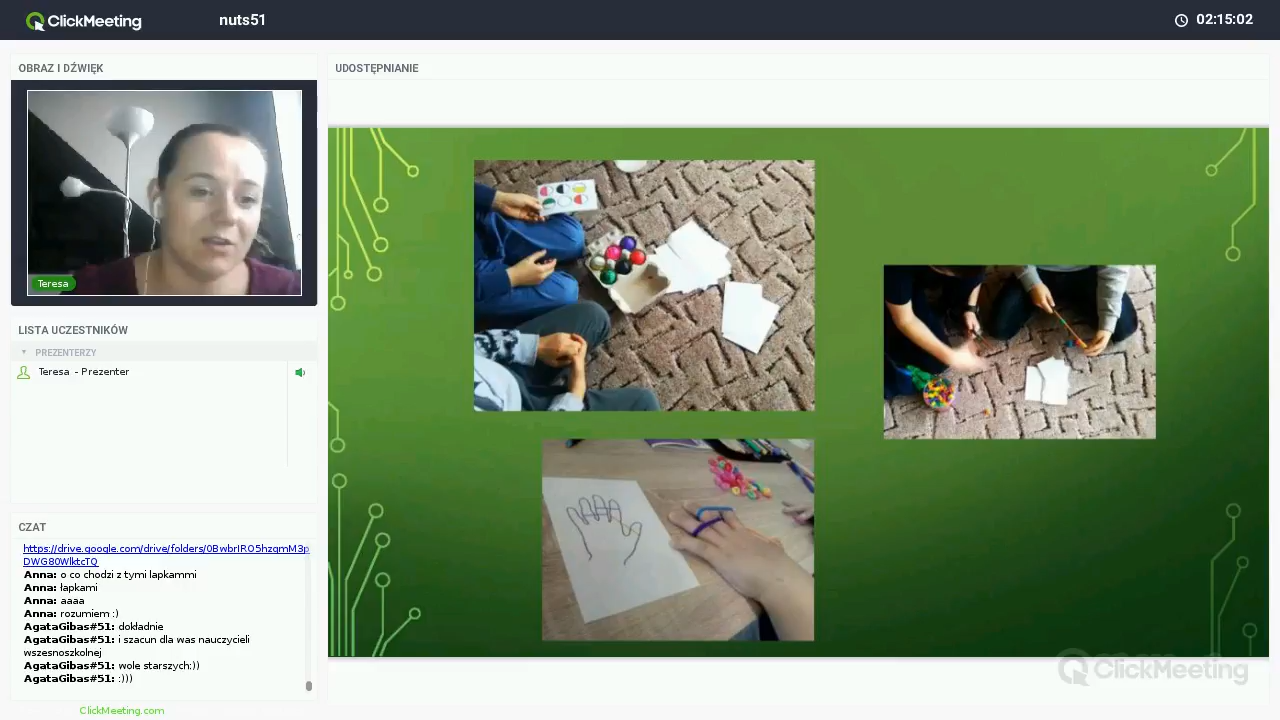 ClickMeeting
nuts51
02:15:02
OBRAZ I DŹWIĘK
Teresa
LISTA UCZESTNIKÓW
PREZENTERZY
Teresa - Prezenter
CZAT
https://drive.google.com/drive/folders/0BwbrIRO5hzqmM3p
DWG80WlktcTQ
Anna: o co chodzi z tymi lapkammi
Anna: łapkami
Anna: aaaa
Anna: rozumiem :)
AgataGibas#51: dokładnie
AgataGibas#51: i szacun dla was nauczycieli
wszesnoszkolnej
AgataGibas#51: wole starszych:))
AgataGibas#51: :)))
ClickMeeting.com
UDOSTĘPNIANIE
ClickMeeting